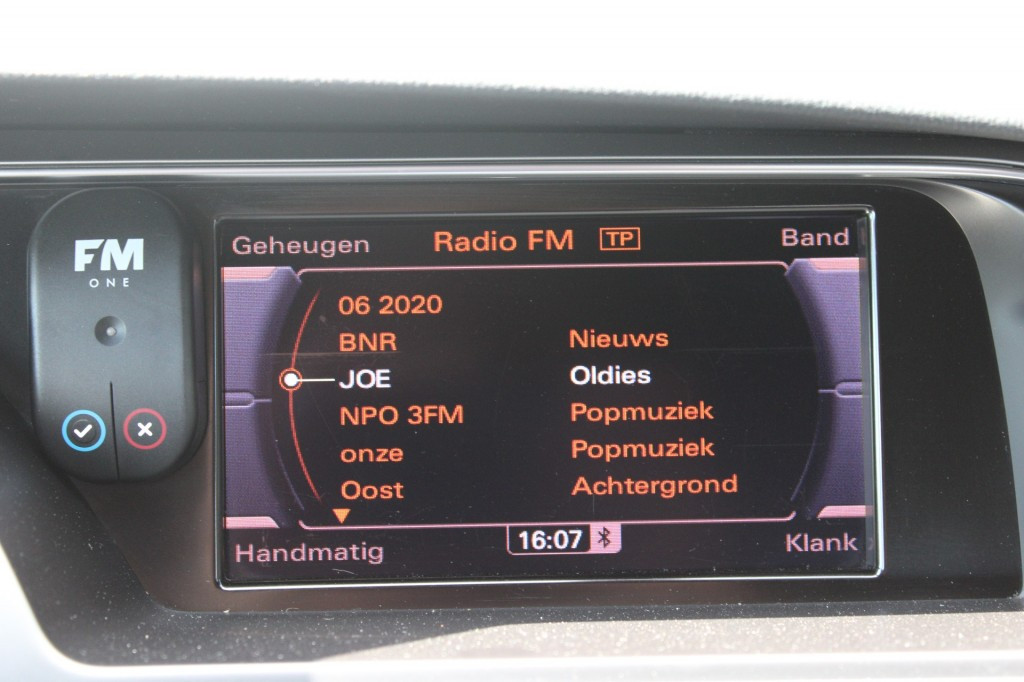 FM
ONE
Geheugen Radio FM TP Band
06 2020
BNR Nieuws
JOE Oldies
NPO 3FM Popmuziek
onze Popmuziek
Oost Achtergrond
Handmatig 16:07 Klank